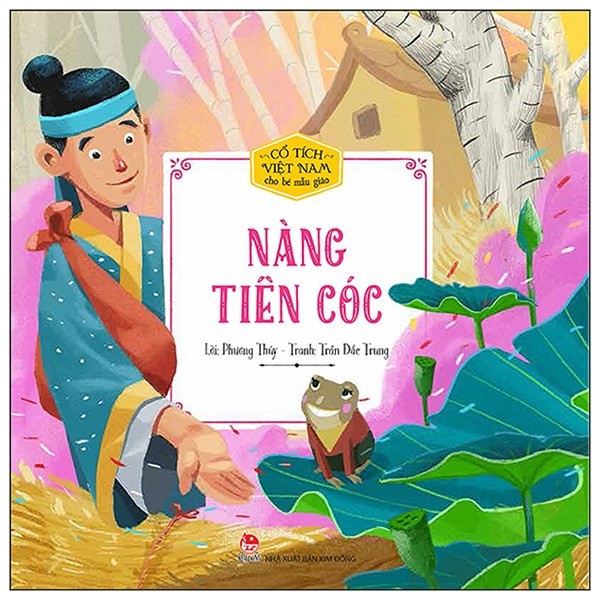 CỔ TÍCH
VIỆT NAM
cho bé mẫu giáo
NÀNG
TIÊN CÓC
Lời: Phương Thúy - Tranh: Trần Đắc Trung
NHÀ XUẤT BẢN KIM ĐỒNG